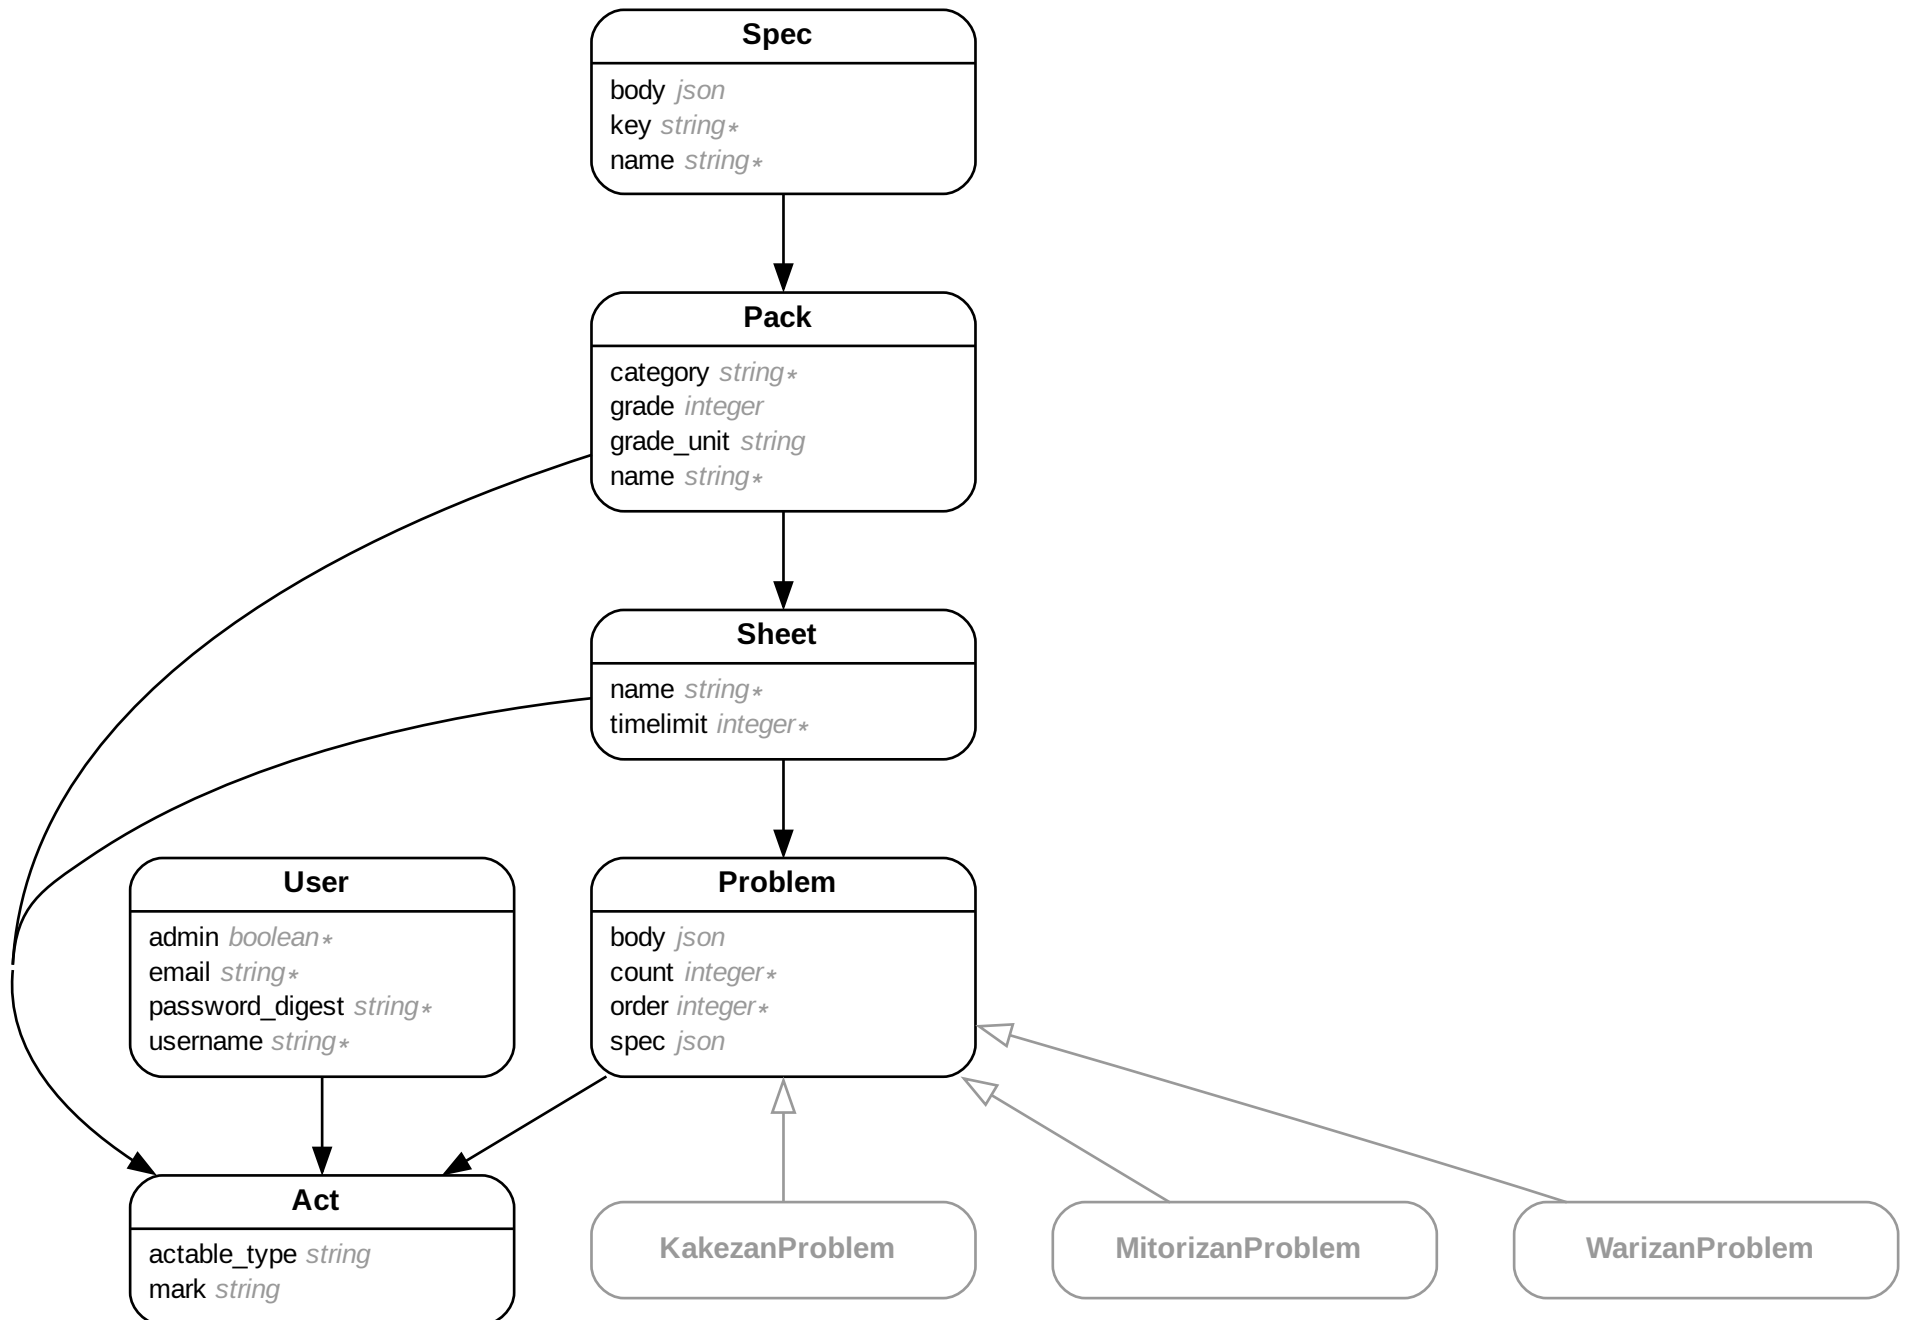 Spec
body json
key string *
name string *
Pack
category string *
grade integer
grade_unit string
name string *
Sheet
name string *
timelimit integer *
User
admin boolean *
email string *
password_digest string *
username string *
Problem
body json
count integer *
order integer *
spec json
Act
actable_type string
mark string
KakezanProblem
MitorizanProblem
WarizanProblem